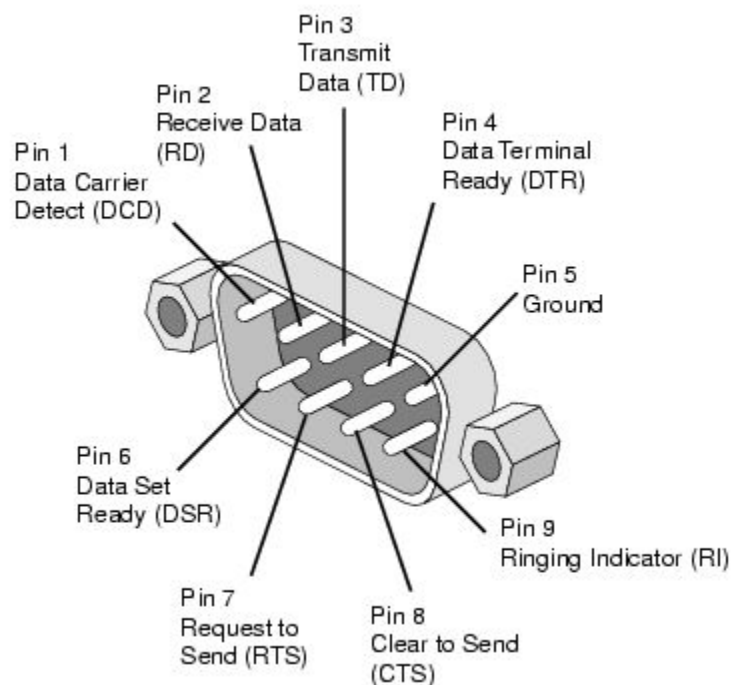 Pin 1
Data Carrier
Detect (DCD)
Pin 2
Receive Data
(RD)
Pin 3
Transmit
Data (TD)
Pin 4
Data Terminal
Ready (DTR)
Pin 5
Ground
Pin 6
Data Set
Ready (DSR)
Pin 7
Request to
Send (RTS)
Pin 8
Clear to Send
(CTS)
Pin 9
Ringing Indicator (RI)